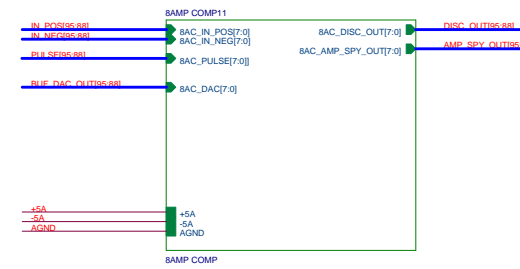 8AMP COMP11
IN_POS[95:88]
8AC_IN_POS[7:0]
IN_NEG[95:88]
8AC_IN_NEG[7:0]
PULSE[95:88]
8AC_PULSE[7:0]]
BUF_DAC_OUT[95:88]
8AC_DAC[7:0]
8AC_DISC_OUT[7:0]
DISC_OUT[95:88]
8AC_AMP_SPY_OUT[7:0]
AMP_SPY_OUT[95
+5A
+5A
-5A
-5A
AGND
AGND
8AMP COMP